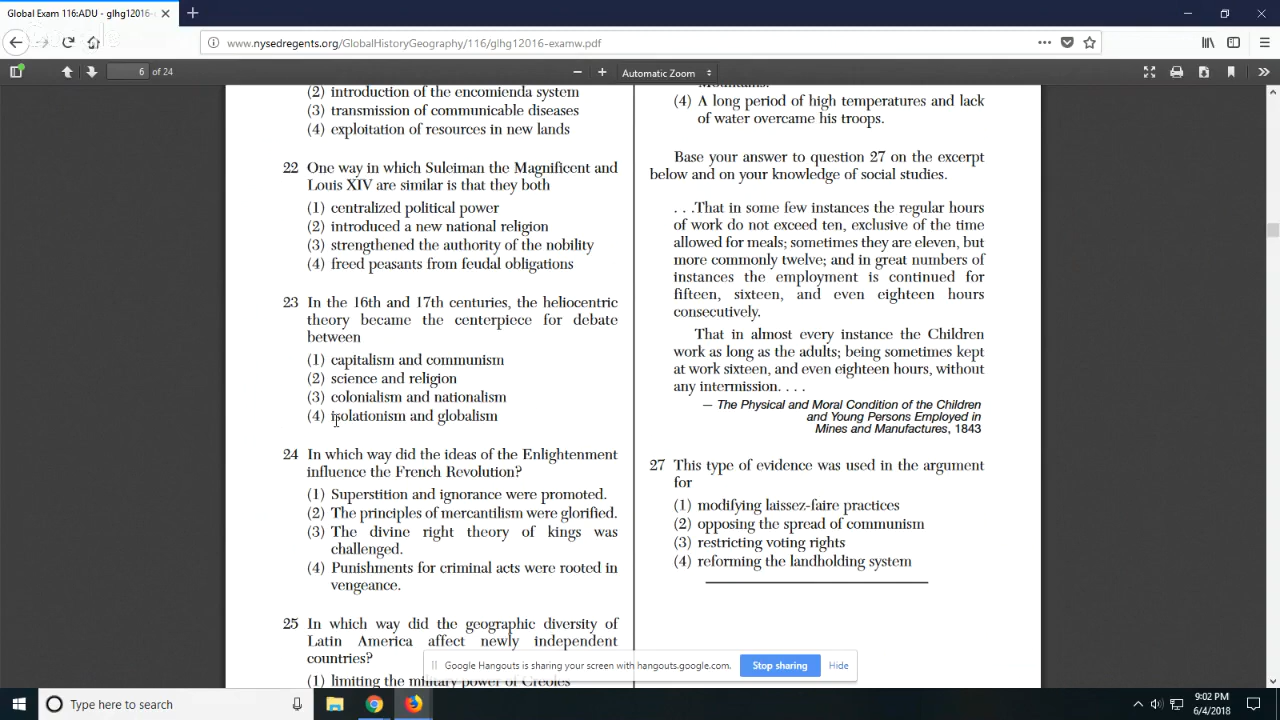 Global Exam 116:ADU - glhg12016-
www.nysedregents.org/GlobalHistoryGeography/116/glhg12016-examw.pdf
6 of 24
Automatic Zoom
(2) introduction of the encomienda system
(3) transmission of communicable diseases
(4) exploitation of resources in new lands
22 One way in which Suleiman the Magnificent and
Louis XIV are similar is that they both
(1) centralized political power
(2) introduced a new national religion
(3) strengthened the authority of the nobility
(4) freed peasants from feudal obligations
23 In the 16th and 17th centuries, the heliocentric
theory became the centerpiece for debate
between
(1) capitalism and communism
(2) science and religion
(3) colonialism and nationalism
(4) isolationism and globalism
24 In which way did the ideas of the Enlightenment
influence the French Revolution?
(1) Superstition and ignorance were promoted.
(2) The principles of mercantilism were glorified.
(3) The divine right theory of kings was
challenged.
(4) Punishments for criminal acts were rooted in
vengeance.
25 In which way did the geographic diversity of
Latin America affect newly independent
countries?
(1) limiting the military power of Creoles
Mountains.
(4) A long period of high temperatures and lack
of water overcame his troops.
Base your answer to question 27 on the excerpt
below and on your knowledge of social studies.
. . .That in some few instances the regular hours
of work do not exceed ten, exclusive of the time
allowed for meals; sometimes they are eleven, but
more commonly twelve; and in great numbers of
instances the employment is continued for
fifteen, sixteen, and even eighteen hours
consecutively.
That in almost every instance the Children
work as long as the adults; being sometimes kept
at work sixteen, and even eighteen hours, without
any intermission. . . .
— The Physical and Moral Condition of the Children
and Young Persons Employed in
Mines and Manufactures, 1843
27 This type of evidence was used in the argument
for
(1) modifying laissez-faire practices
(2) opposing the spread of communism
(3) restricting voting rights
(4) reforming the landholding system
Google Hangouts is sharing your screen with hangouts.google.com.
Stop sharing
Hide
Type here to search
9:02 PM
6/4/2018